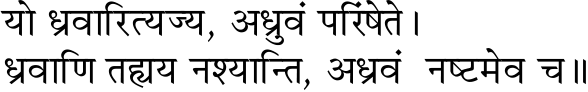 यो ध्रवारित्यज्य, अध्रुवं परिंषेते।
ध्रवाणि तह्यय नश्यान्ति, अध्रवं नष्टमेव च॥